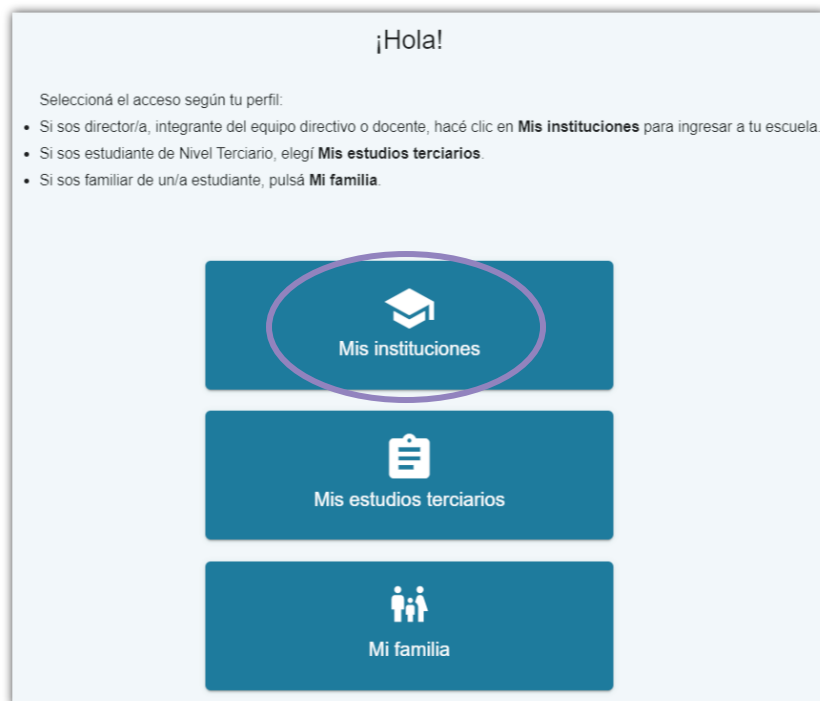 ¡Hola!
Seleccioná el acceso según tu perfil:
• Si sos director/a, integrante del equipo directivo o docente, hacé clic en Mis instituciones para ingresar a tu escuela.
• Si sos estudiante de Nivel Terciario, elegí Mis estudios terciarios.
• Si sos familiar de un/a estudiante, pulsá Mi familia.
Mis instituciones
Mis estudios terciarios
Mi familia